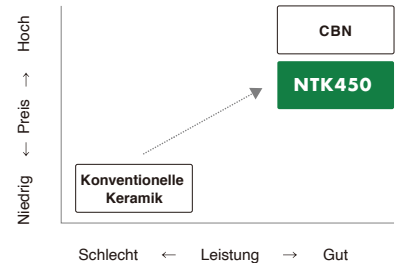 Hoch
CBN
NTK450
← Preis →
Konventionelle
Keramik
Niedrig
Schlecht ← Leistung → Gut